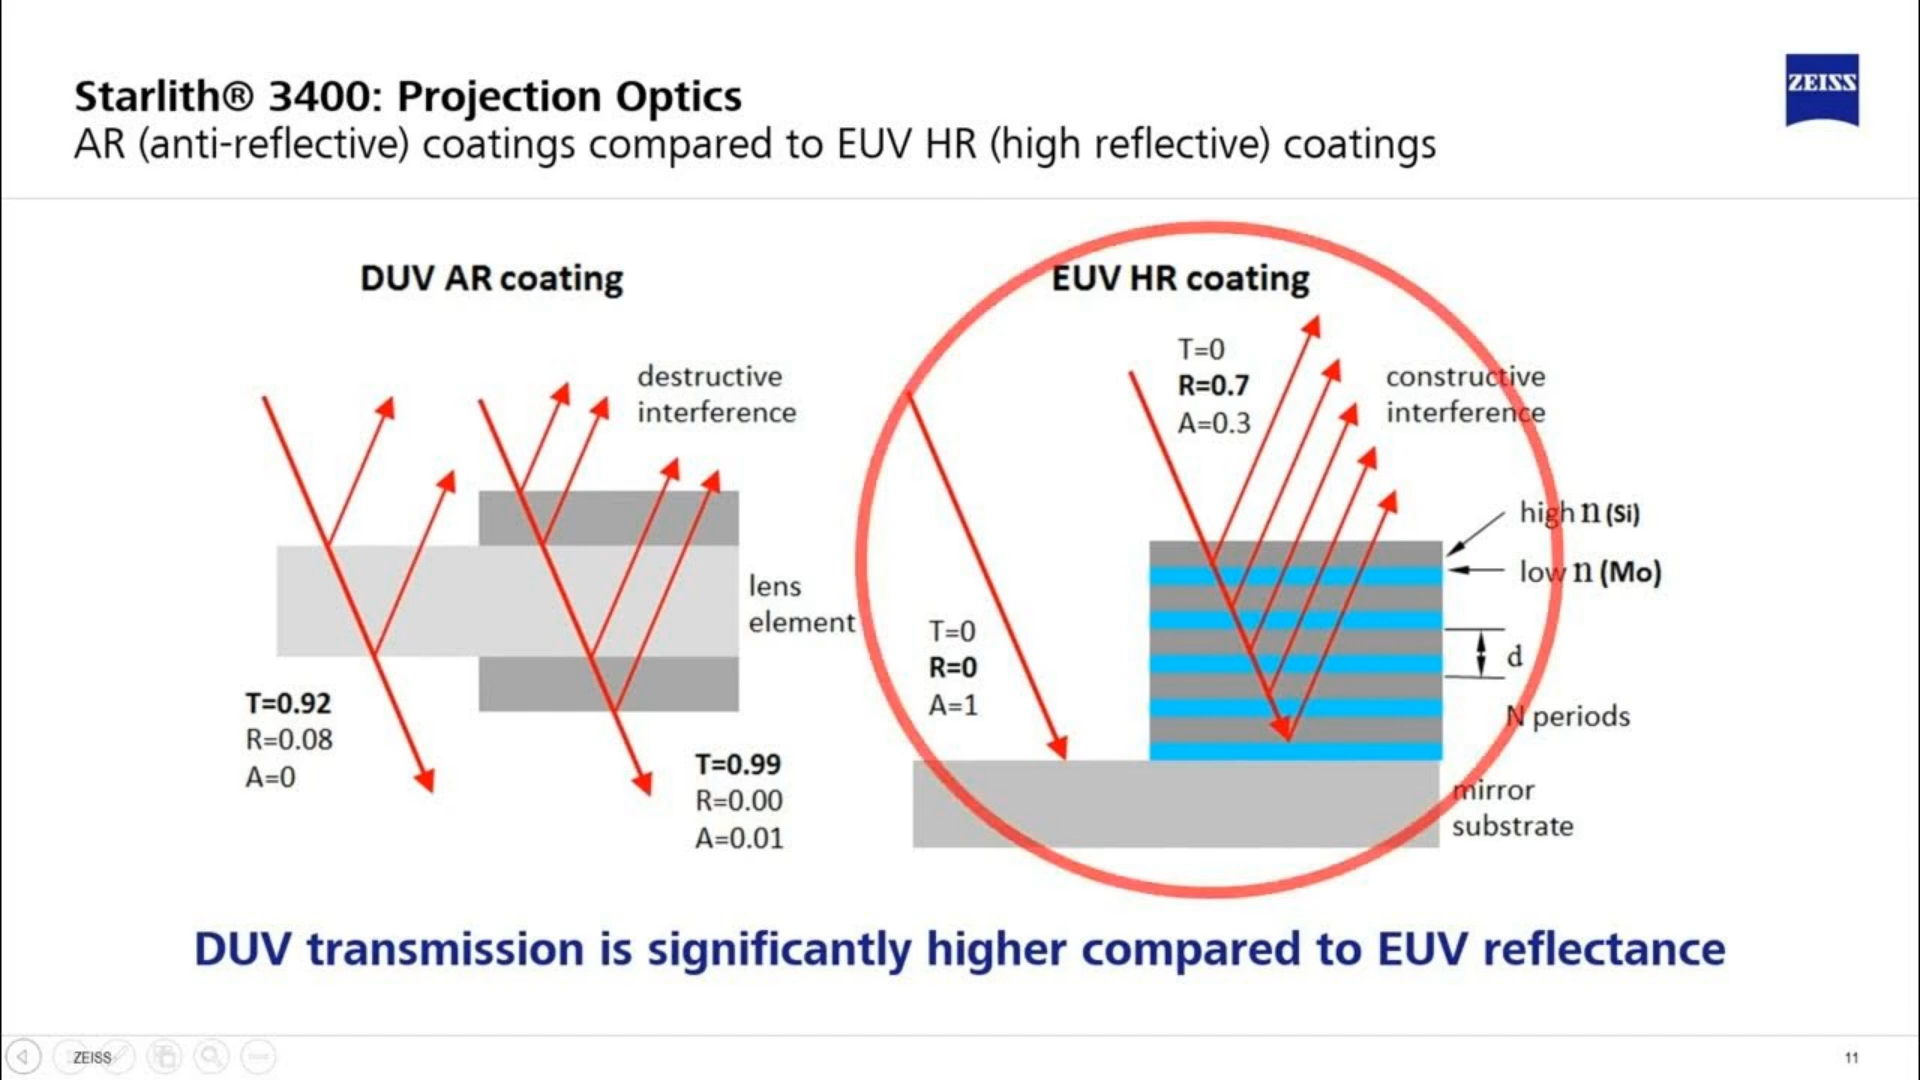 Starlith® 3400: Projection Optics
AR (anti-reflective) coatings compared to EUV HR (high reflective) coatings
ZEISS
DUV AR coating
destructive
interference
lens
element
T=0.92
R=0.08
A=0
T=0.99
R=0.00
A=0.01
EUV HR coating
T=0
R=0.7
A=0.3
constructive
interference
high n (Si)
low n (Mo)
d
N periods
T=0
R=0
A=1
mirror
substrate
DUV transmission is significantly higher compared to EUV reflectance
ZEISS
11